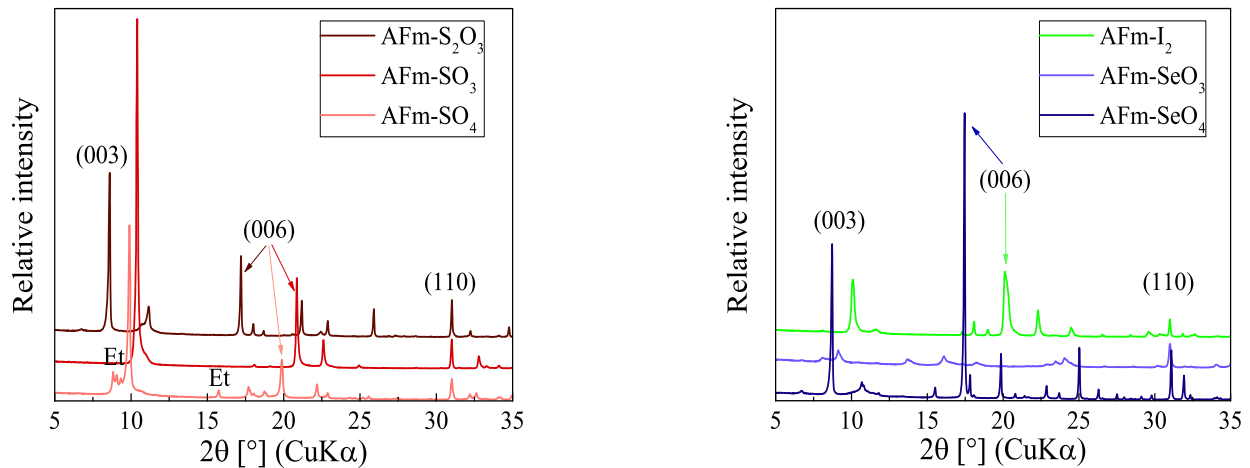 AFm-S₂O₃
AFm-SO₃
AFm-SO₄
(003)
(006)
(110)
Et
Et
Relative intensity
5 10 15 20 25 30 35
2θ [°] (CuKα)
AFm-I₂
AFm-SeO₃
AFm-SeO₄
(006)
(003)
(110)
Relative intensity
5 10 15 20 25 30 35
2θ [°] (CuKα)